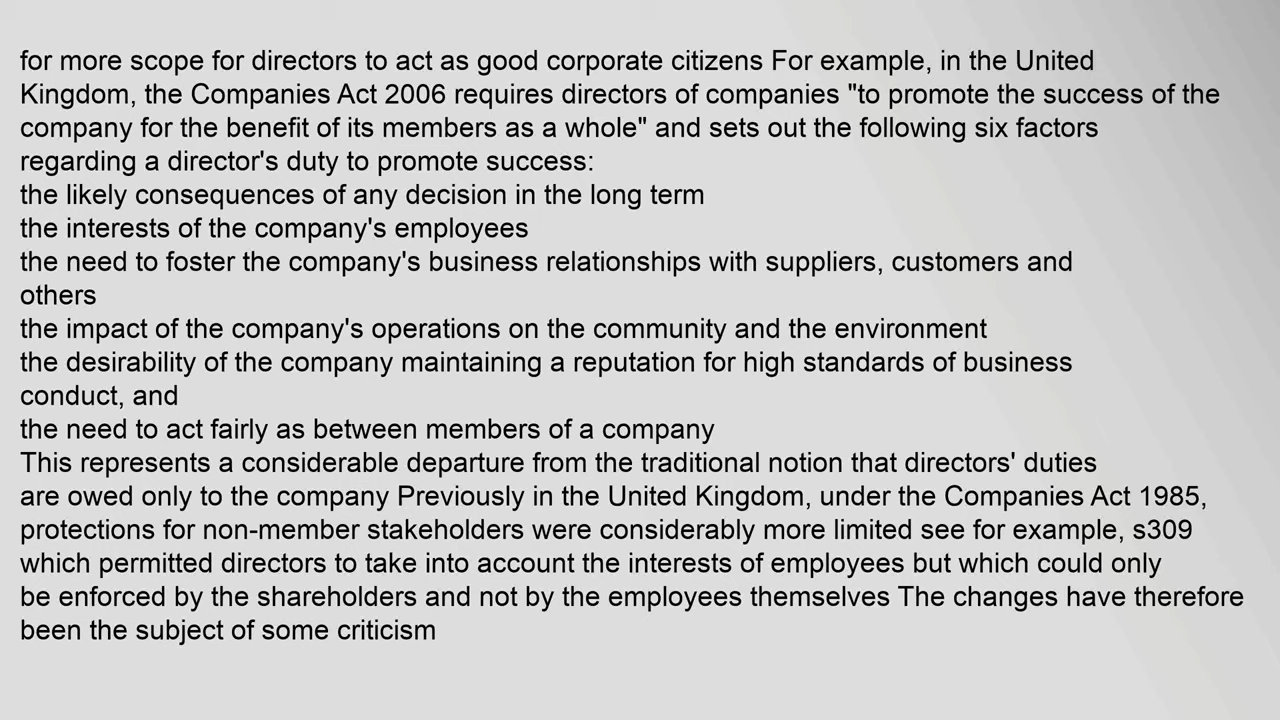 for more scope for directors to act as good corporate citizens For example, in the United
Kingdom, the Companies Act 2006 requires directors of companies "to promote the success of the
company for the benefit of its members as a whole" and sets out the following six factors
regarding a director's duty to promote success:
the likely consequences of any decision in the long term
the interests of the company's employees
the need to foster the company's business relationships with suppliers, customers and
others
the impact of the company's operations on the community and the environment
the desirability of the company maintaining a reputation for high standards of business
conduct, and
the need to act fairly as between members of a company
This represents a considerable departure from the traditional notion that directors' duties
are owed only to the company Previously in the United Kingdom, under the Companies Act 1985,
protections for non-member stakeholders were considerably more limited see for example, s309
which permitted directors to take into account the interests of employees but which could only
be enforced by the shareholders and not by the employees themselves The changes have therefore
been the subject of some criticism